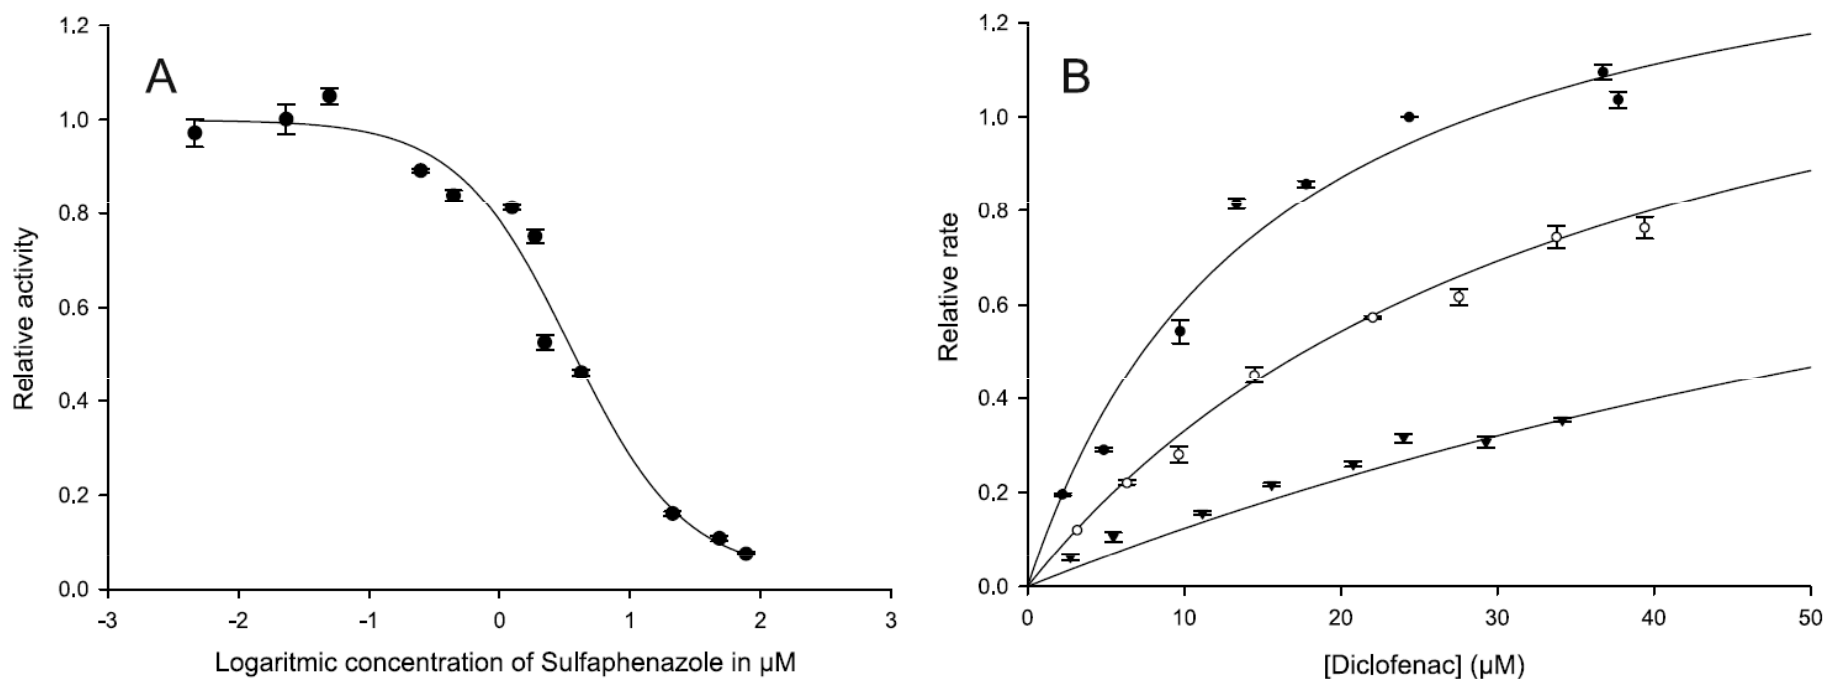 A
1.2
1.0
0.8
0.6
0.4
0.2
0.0
Relative activity
-3 -2 -1 0 1 2 3
Logaritmic concentration of Sulfaphenazole in µM
B
1.2
1.0
0.8
0.6
0.4
0.2
0.0
Relative rate
0 10 20 30 40 50
[Diclofenac] (µM)